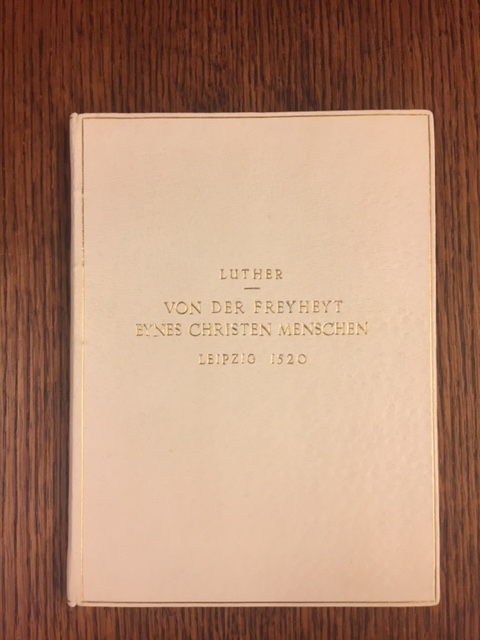 LUTHER
VON DER FREYHEYT
EYNES CHRISTEN MENSCHEN
LEIPZIG 1520